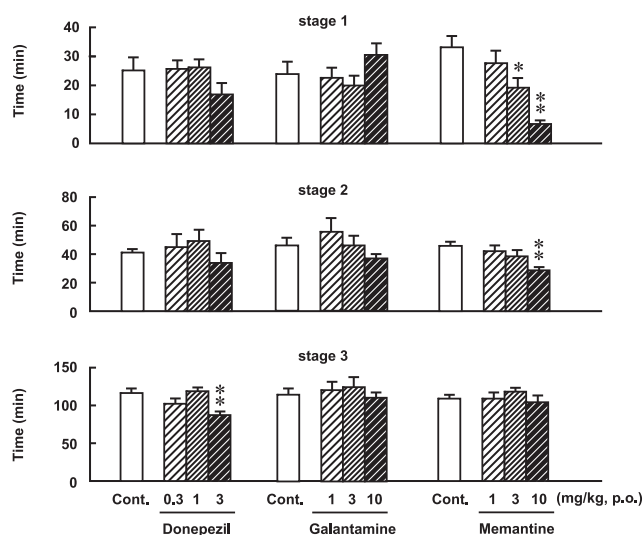 stage 1
Time (min)
40
30
20
10
0
*
**
stage 2
Time (min)
80
60
40
20
0
**
stage 3
Time (min)
150
100
50
0
**
Cont. 0.3 1 3 Cont. 1 3 10 Cont. 1 3 10 (mg/kg, p.o.)
Donepezil Galantamine Memantine